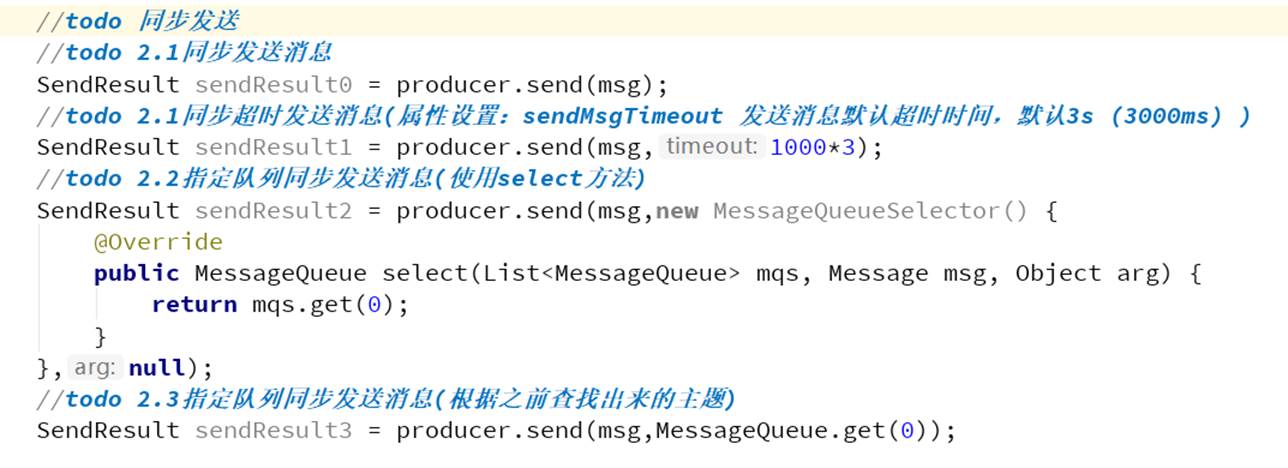 //todo 同步发送
//todo 2.1同步发送消息
SendResult sendResult0 = producer.send(msg);
//todo 2.1同步超时发送消息(属性设置：sendMsgTimeout 发送消息默认超时时间，默认3s (3000ms) )
SendResult sendResult1 = producer.send(msg, timeout: 1000*3);
//todo 2.2指定队列同步发送消息(使用select方法)
SendResult sendResult2 = producer.send(msg,new MessageQueueSelector() {
@Override
public MessageQueue select(List<MessageQueue> mqs, Message msg, Object arg) {
return mqs.get(0);
}
}, arg: null);
//todo 2.3指定队列同步发送消息(根据之前查找出来的主题)
SendResult sendResult3 = producer.send(msg,MessageQueue.get(0));